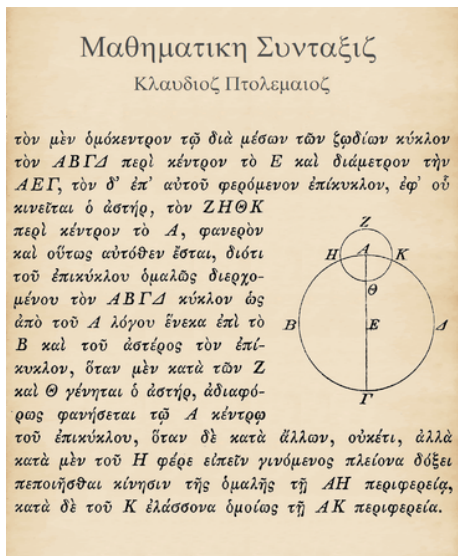 Μαθηματικη Συνταξιζ
Κλαυδιοζ Πτολεμαιοζ
τὸν μὲν ὁμόκεντρον τῷ διὰ μέσων τῶν ζῳδίων κύκλον
τὸν ΑΒΓΔ περὶ κέντρον τὸ Ε καὶ διάμετρον τὴν
ΑΕΓ, τὸν δ’ ἐπ’ αὐτοῦ φερόμενον ἐπίκυκλον, ἐφ’ οὗ
κινεῖται ὁ ἀστήρ, τὸν ΖΗΘΚ
περὶ κέντρον τὸ Α, φανερὸν
καὶ οὕτως αὐτόθεν ἔσται, διότι
τοῦ ἐπικύκλου ὁμαλῶς διερχο-
μένου τὸν ΑΒΓΔ κύκλον ὡς
ἀπὸ τοῦ Α λόγου ἕνεκα ἐπὶ τὸ
Β καὶ τοῦ ἀστέρος τὸν ἐπί-
κυκλον, ὅταν μὲν κατὰ τῶν Ζ
καὶ Θ γένηται ὁ ἀστήρ, ἀδιαφό-
ρως φανήσεται τῷ Α κέντρῳ
τοῦ ἐπικύκλου, ὅταν δὲ κατὰ ἄλλων, οὐκέτι, ἀλλὰ
κατὰ μὲν τοῦ Η φέρε εἰπεῖν γινόμενος πλείονα δόξει
πεποιῆσθαι κίνησιν τῆς ὁμαλῆς τῇ ΑΗ περιφερείᾳ,
κατὰ δὲ τοῦ Κ ἐλάσσονα ὁμοίως τῇ ΑΚ περιφερείᾳ.
Ζ
Η Α Κ
Θ
Β Ε Δ
Γ